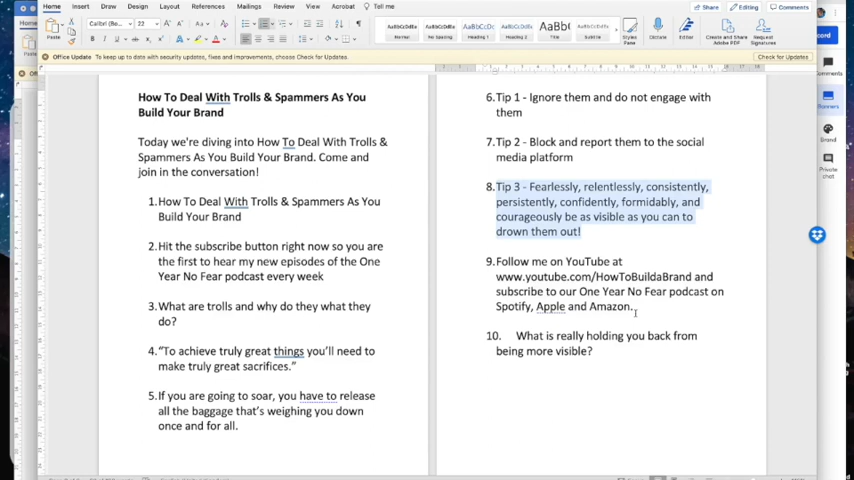 Home Insert Draw Design Layout References Mailings Review View Acrobat Tell me
Share Editing Comments
Calibri (Bo... 22
Paste
AaBbCcDdEe AaBbCcDdEe AaBbCcDc AaBbCcDdEe AaBb( AaBbCcDdEe
Normal No Spacing Heading 1 Heading 2 Title Subtitle
Styles Pane
Dictate
Editor
Create and Share Adobe PDF
Request Signatures
Office Update To keep up-to-date with security updates, fixes, and improvements, choose Check for Updates. Check for Updates
How To Deal With Trolls & Spammers As You
Build Your Brand
Today we're diving into How To Deal With Trolls &
Spammers As You Build Your Brand. Come and
join in the conversation!
1. How To Deal With Trolls & Spammers As You
Build Your Brand
2. Hit the subscribe button right now so you are
the first to hear my new episodes of the One
Year No Fear podcast every week
3. What are trolls and why do they what they
do?
4. “To achieve truly great things you’ll need to
make truly great sacrifices.”
5. If you are going to soar, you have to release
all the baggage that’s weighing you down
once and for all.
6. Tip 1 - Ignore them and do not engage with
them
7. Tip 2 - Block and report them to the social
media platform
8. Tip 3 - Fearlessly, relentlessly, consistently,
persistently, confidently, formidably, and
courageously be as visible as you can to
drown them out!
9. Follow me on YouTube at
www.youtube.com/HowToBuildaBrand and
subscribe to our One Year No Fear podcast on
Spotify, Apple and Amazon.
10. What is really holding you back from
being more visible?
Brand
Private chat